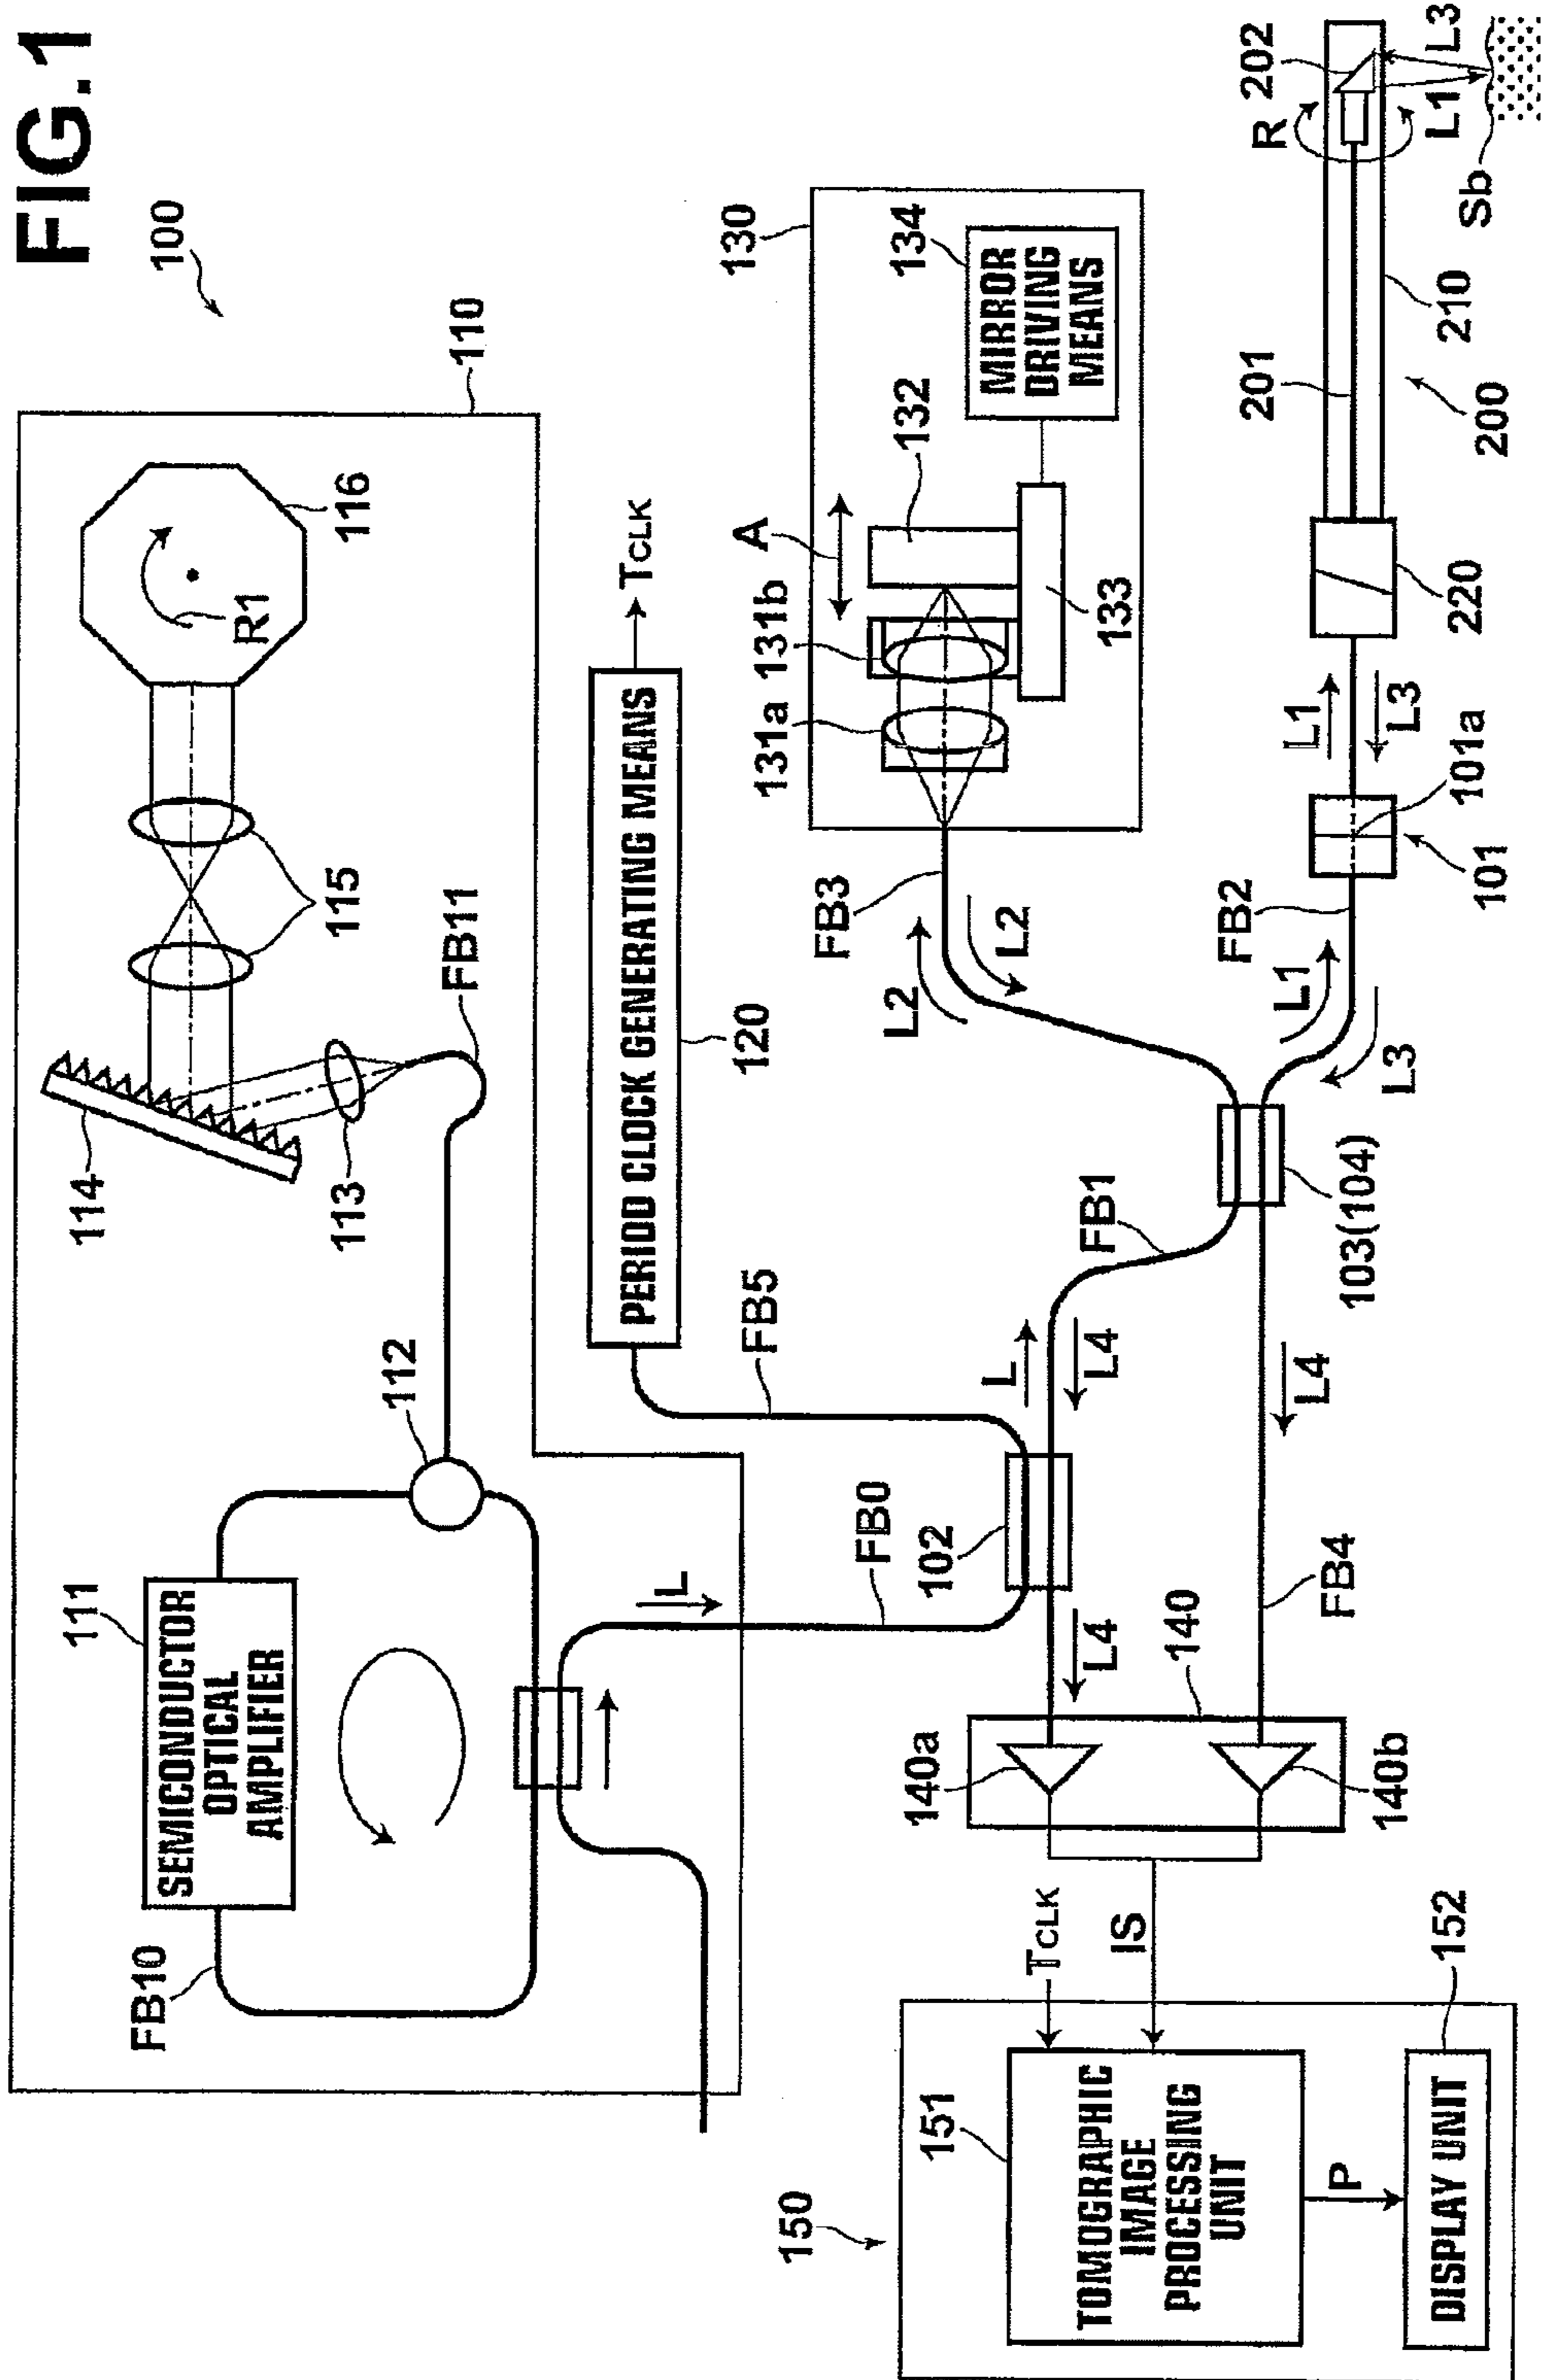 FIG.1
100
110
111
SEMICONDUCTOR
OPTICAL
AMPLIFIER
FB10
112
114
113
115
116
R1
FB11
L
PERIOD CLOCK GENERATING MEANS
TCLK
120
FB5
FB0
102
L
L4
FB1
L4
103(104)
L4
FB4
FB3
L2
L2
130
131a
131b
A
132
133
134
MIRROR
DRIVING
MEANS
FB2
L1
L3
101
101a
L1
L3
220
200
201
210
R
202
L1
L3
Sb
140
140a
140b
TCLK
IS
150
151
TOMOGRAPHIC
IMAGE
PROCESSING
UNIT
P
152
DISPLAY UNIT